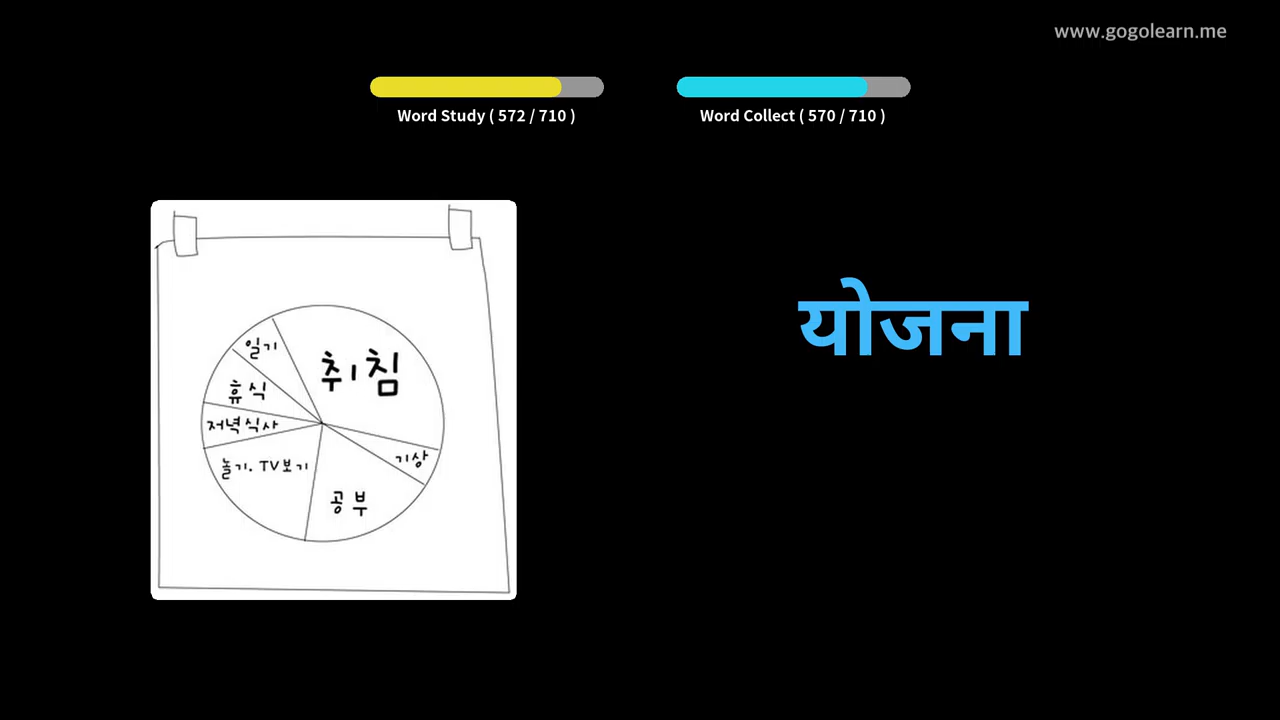 www.gogolearn.me
Word Study ( 572 / 710 )
Word Collect ( 570 / 710 )
일기
취침
휴식
저녁식사
놀기. TV보기
기상
공부
योजना